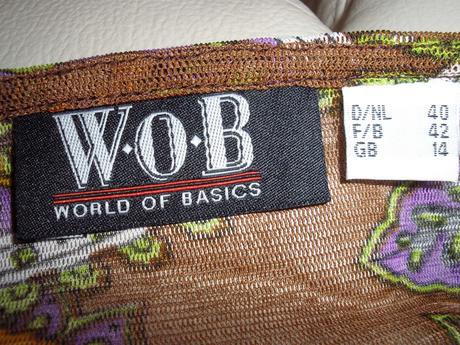 W·O·B
WORLD OF BASICS
D/NL 40
F/B 42
GB 14